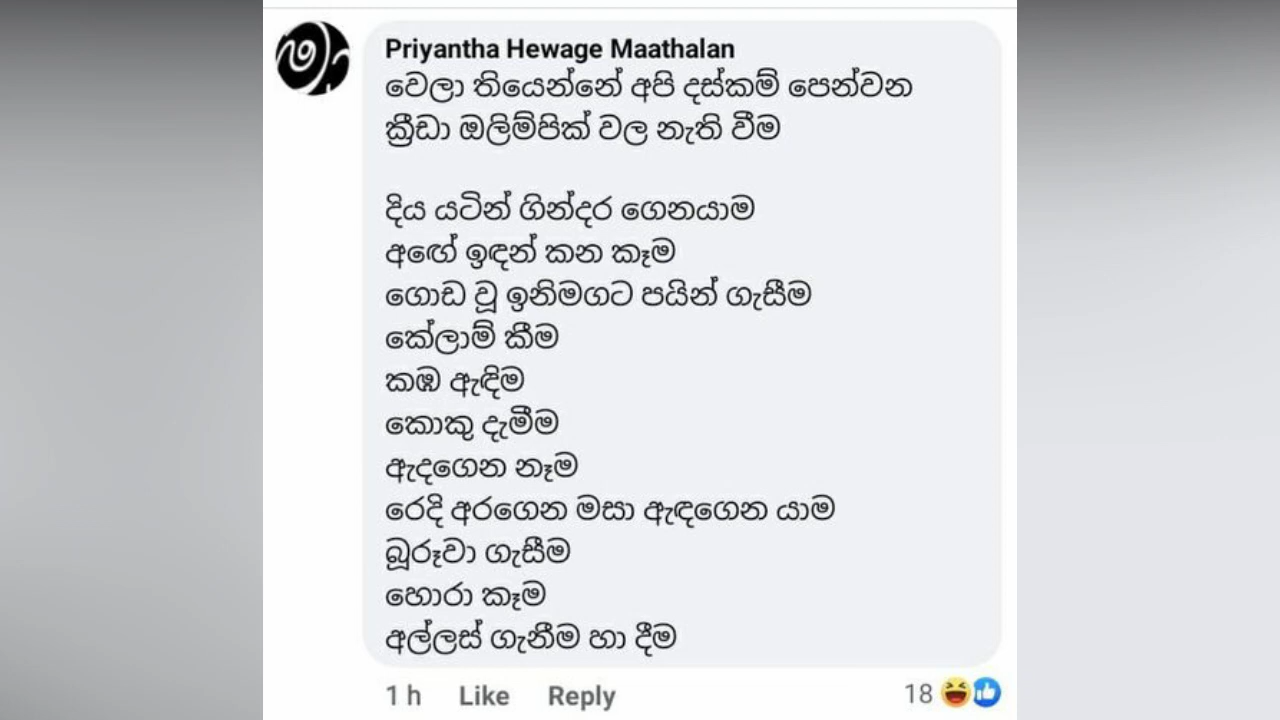 Priyantha Hewage Maathalan
වෙලා තියෙන්නේ අපි දස්කම් පෙන්වන
ක්‍රීඩා ඔලිම්පික් වල නැති වීම
දිය යටින් ගින්දර ගෙනයාම
අඟේ ඉඳන් කන කෑම
ගොඩ වූ ඉනිමගට පයින් ගැසීම
කේලාම් කීම
කඹ ඇඳිම
කොකු දැමීම
ඇදගෙන නෑම
රෙදි අරගෙන මසා ඇඳගෙන යාම
බූරුවා ගැසීම
හොරා කෑම
අල්ලස් ගැනීම හා දීම
1 h Like Reply 18